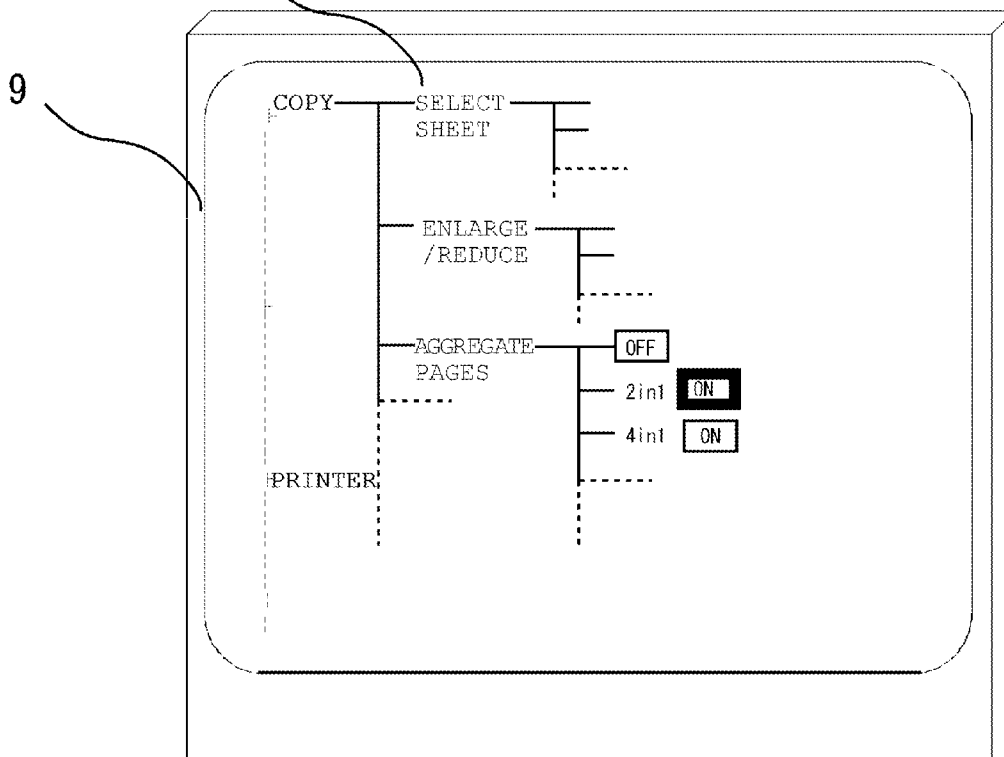 9
COPY
SELECT
SHEET
ENLARGE
/REDUCE
AGGREGATE
PAGES
OFF
2in1 ON
4in1 ON
PRINTER